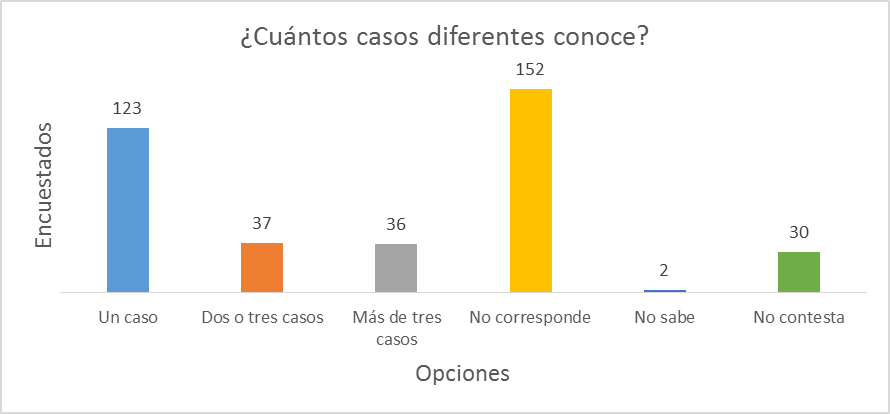 ¿Cuántos casos diferentes conoce?
Encuestados
123
37
36
152
2
30
Un caso
Dos o tres casos
Más de tres
casos
No corresponde
No sabe
No contesta
Opciones